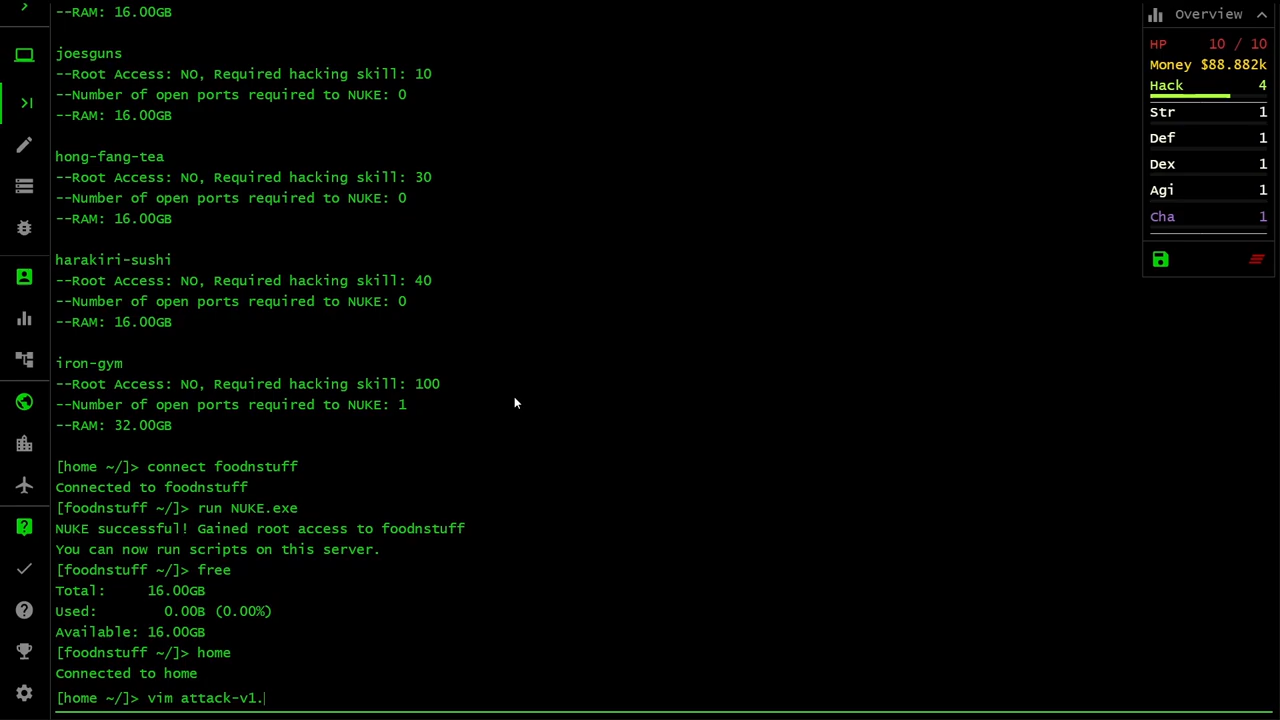 --RAM: 16.00GB
joesguns
--Root Access: NO, Required hacking skill: 10
--Number of open ports required to NUKE: 0
--RAM: 16.00GB
hong-fang-tea
--Root Access: NO, Required hacking skill: 30
--Number of open ports required to NUKE: 0
--RAM: 16.00GB
harakiri-sushi
--Root Access: NO, Required hacking skill: 40
--Number of open ports required to NUKE: 0
--RAM: 16.00GB
iron-gym
--Root Access: NO, Required hacking skill: 100
--Number of open ports required to NUKE: 1
--RAM: 32.00GB
[home ~/]> connect foodnstuff
Connected to foodnstuff
[foodnstuff ~/]> run NUKE.exe
NUKE successful! Gained root access to foodnstuff
You can now run scripts on this server.
[foodnstuff ~/]> free
Total:     16.00GB
Used:        0.00B (0.00%)
Available: 16.00GB
[foodnstuff ~/]> home
Connected to home
[home ~/]> vim attack-v1.
Overview
HP 10 / 10
Money $88.882k
Hack 4
Str 1
Def 1
Dex 1
Agi 1
Cha 1